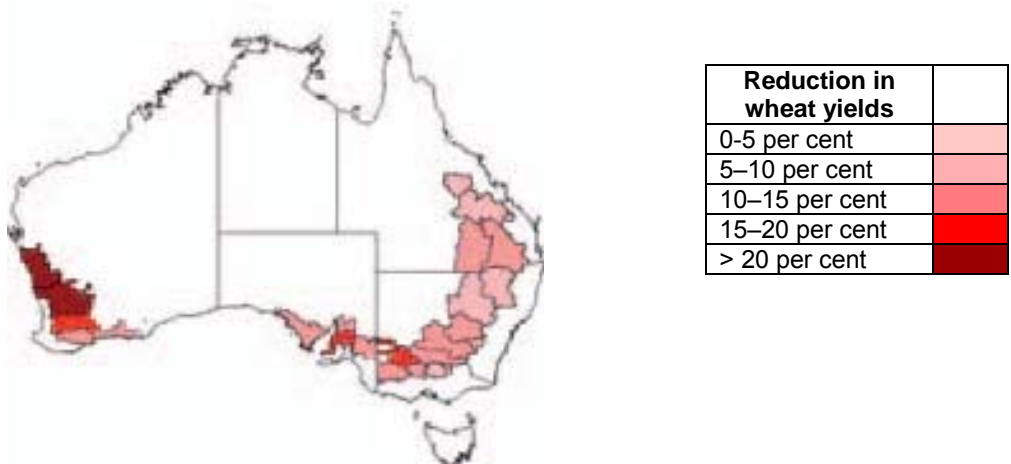 Reduction in
wheat yields
0-5 per cent
5–10 per cent
10–15 per cent
15–20 per cent
> 20 per cent